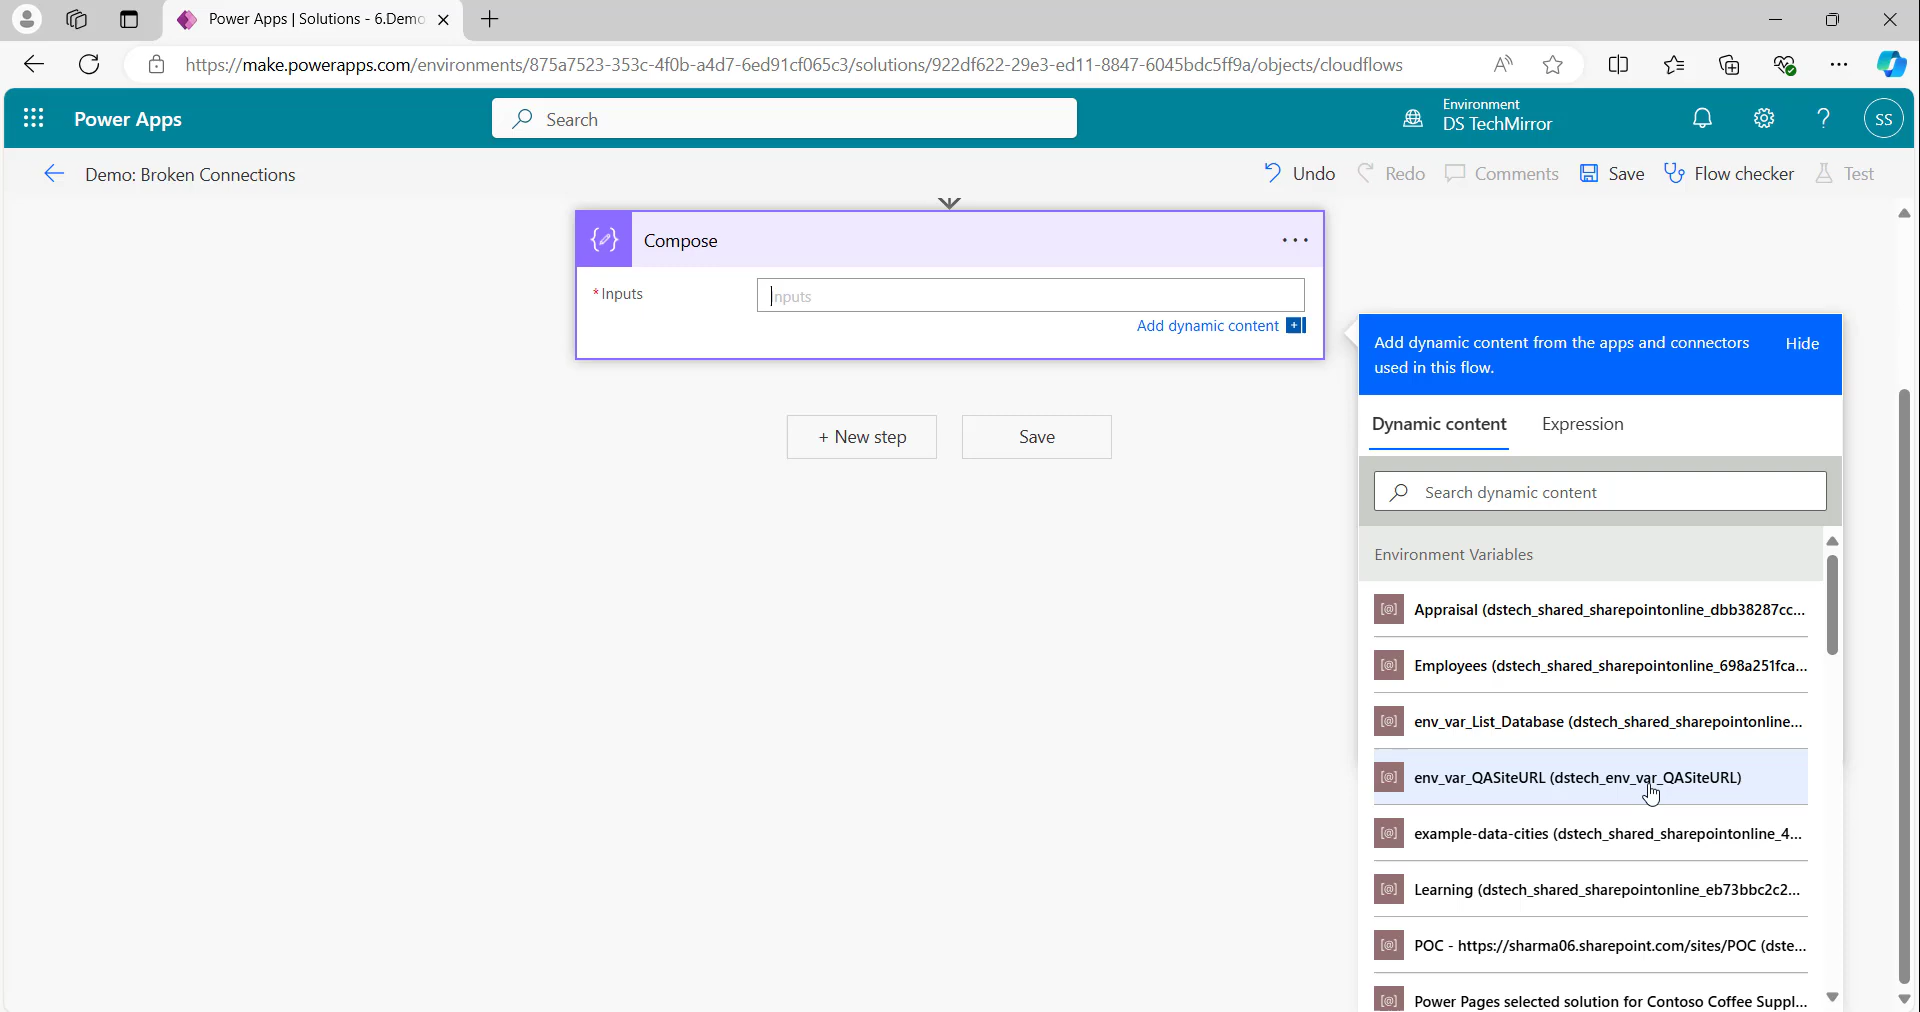 Power Apps | Solutions - 6.Demo
https://make.powerapps.com/environments/875a7523-353c-4f0b-a4d7-6ed91cf065c3/solutions/922df622-29e3-ed11-8847-6045bdc5ff9a/objects/cloudflows
Power Apps
Search
Environment
DS TechMirror
SS
Demo: Broken Connections
Undo
Redo
Comments
Save
Flow checker
Test
Compose
* Inputs
Inputs
Add dynamic content
+ New step
Save
Add dynamic content from the apps and connectors
used in this flow.
Hide
Dynamic content
Expression
Search dynamic content
Environment Variables
Appraisal (dstech_shared_sharepointonline_dbb38287cc...
Employees (dstech_shared_sharepointonline_698a251fca...
env_var_List_Database (dstech_shared_sharepointonline...
env_var_QASiteURL (dstech_env_var_QASiteURL)
example-data-cities (dstech_shared_sharepointonline_4...
Learning (dstech_shared_sharepointonline_eb73bbc2c2...
POC - https://sharma06.sharepoint.com/sites/POC (dste...
Power Pages selected solution for Contoso Coffee Suppl...